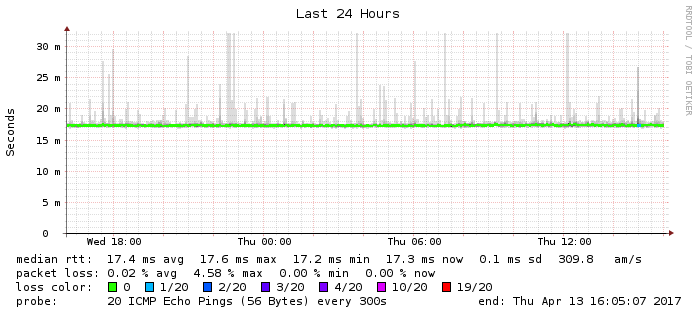 Last 24 Hours
RRDTOOL / TOBI OETIKER
Seconds
30 m
25 m
20 m
15 m
10 m
5 m
0
Wed 18:00 Thu 00:00 Thu 06:00 Thu 12:00
median rtt: 17.4 ms avg 17.6 ms max 17.2 ms min 17.3 ms now 0.1 ms sd 309.8 am/s
packet loss: 0.02 % avg 4.58 % max 0.00 % min 0.00 % now
loss color: 0 1/20 2/20 3/20 4/20 10/20 19/20
probe: 20 ICMP Echo Pings (56 Bytes) every 300s end: Thu Apr 13 16:05:07 2017